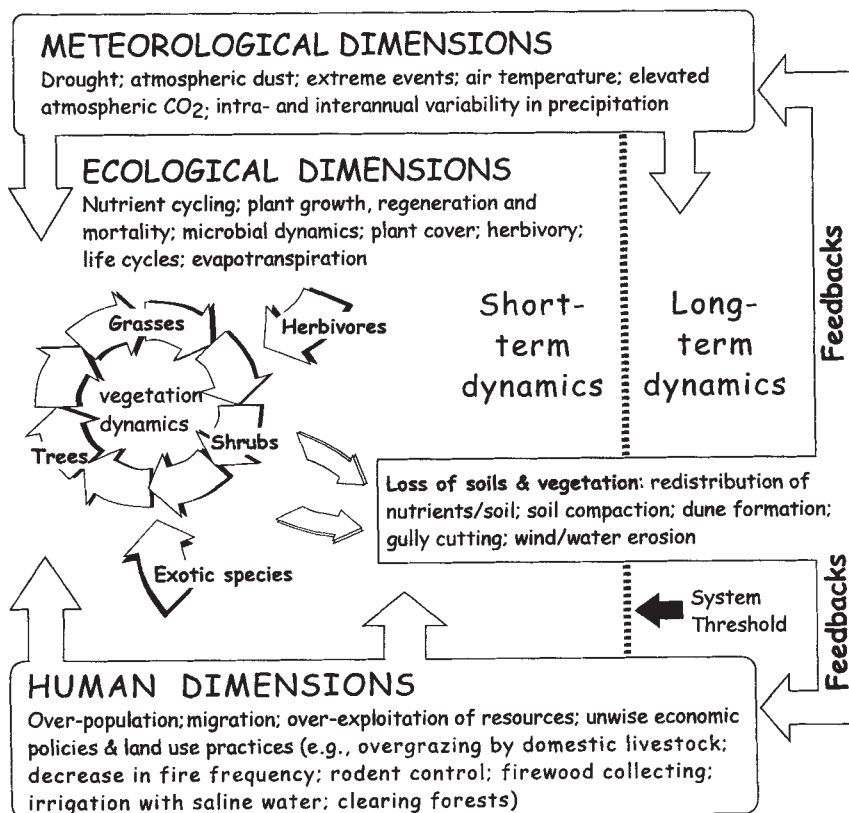 METEOROLOGICAL DIMENSIONS
Drought; atmospheric dust; extreme events; air temperature; elevated
atmospheric CO2; intra- and interannual variability in precipitation
ECOLOGICAL DIMENSIONS
Nutrient cycling; plant growth, regeneration and
mortality; microbial dynamics; plant cover; herbivory;
life cycles; evapotranspiration
Grasses
Herbivores
vegetation
dynamics
Trees
Shrubs
Exotic species
Short-
term
dynamics
Long-
term
dynamics
Feedbacks
Loss of soils & vegetation: redistribution of
nutrients/soil; soil compaction; dune formation;
gully cutting; wind/water erosion
System
Threshold
Feedbacks
HUMAN DIMENSIONS
Over-population; migration; over-exploitation of resources; unwise economic
policies & land use practices (e.g., overgrazing by domestic livestock;
decrease in fire frequency; rodent control; firewood collecting;
irrigation with saline water; clearing forests)